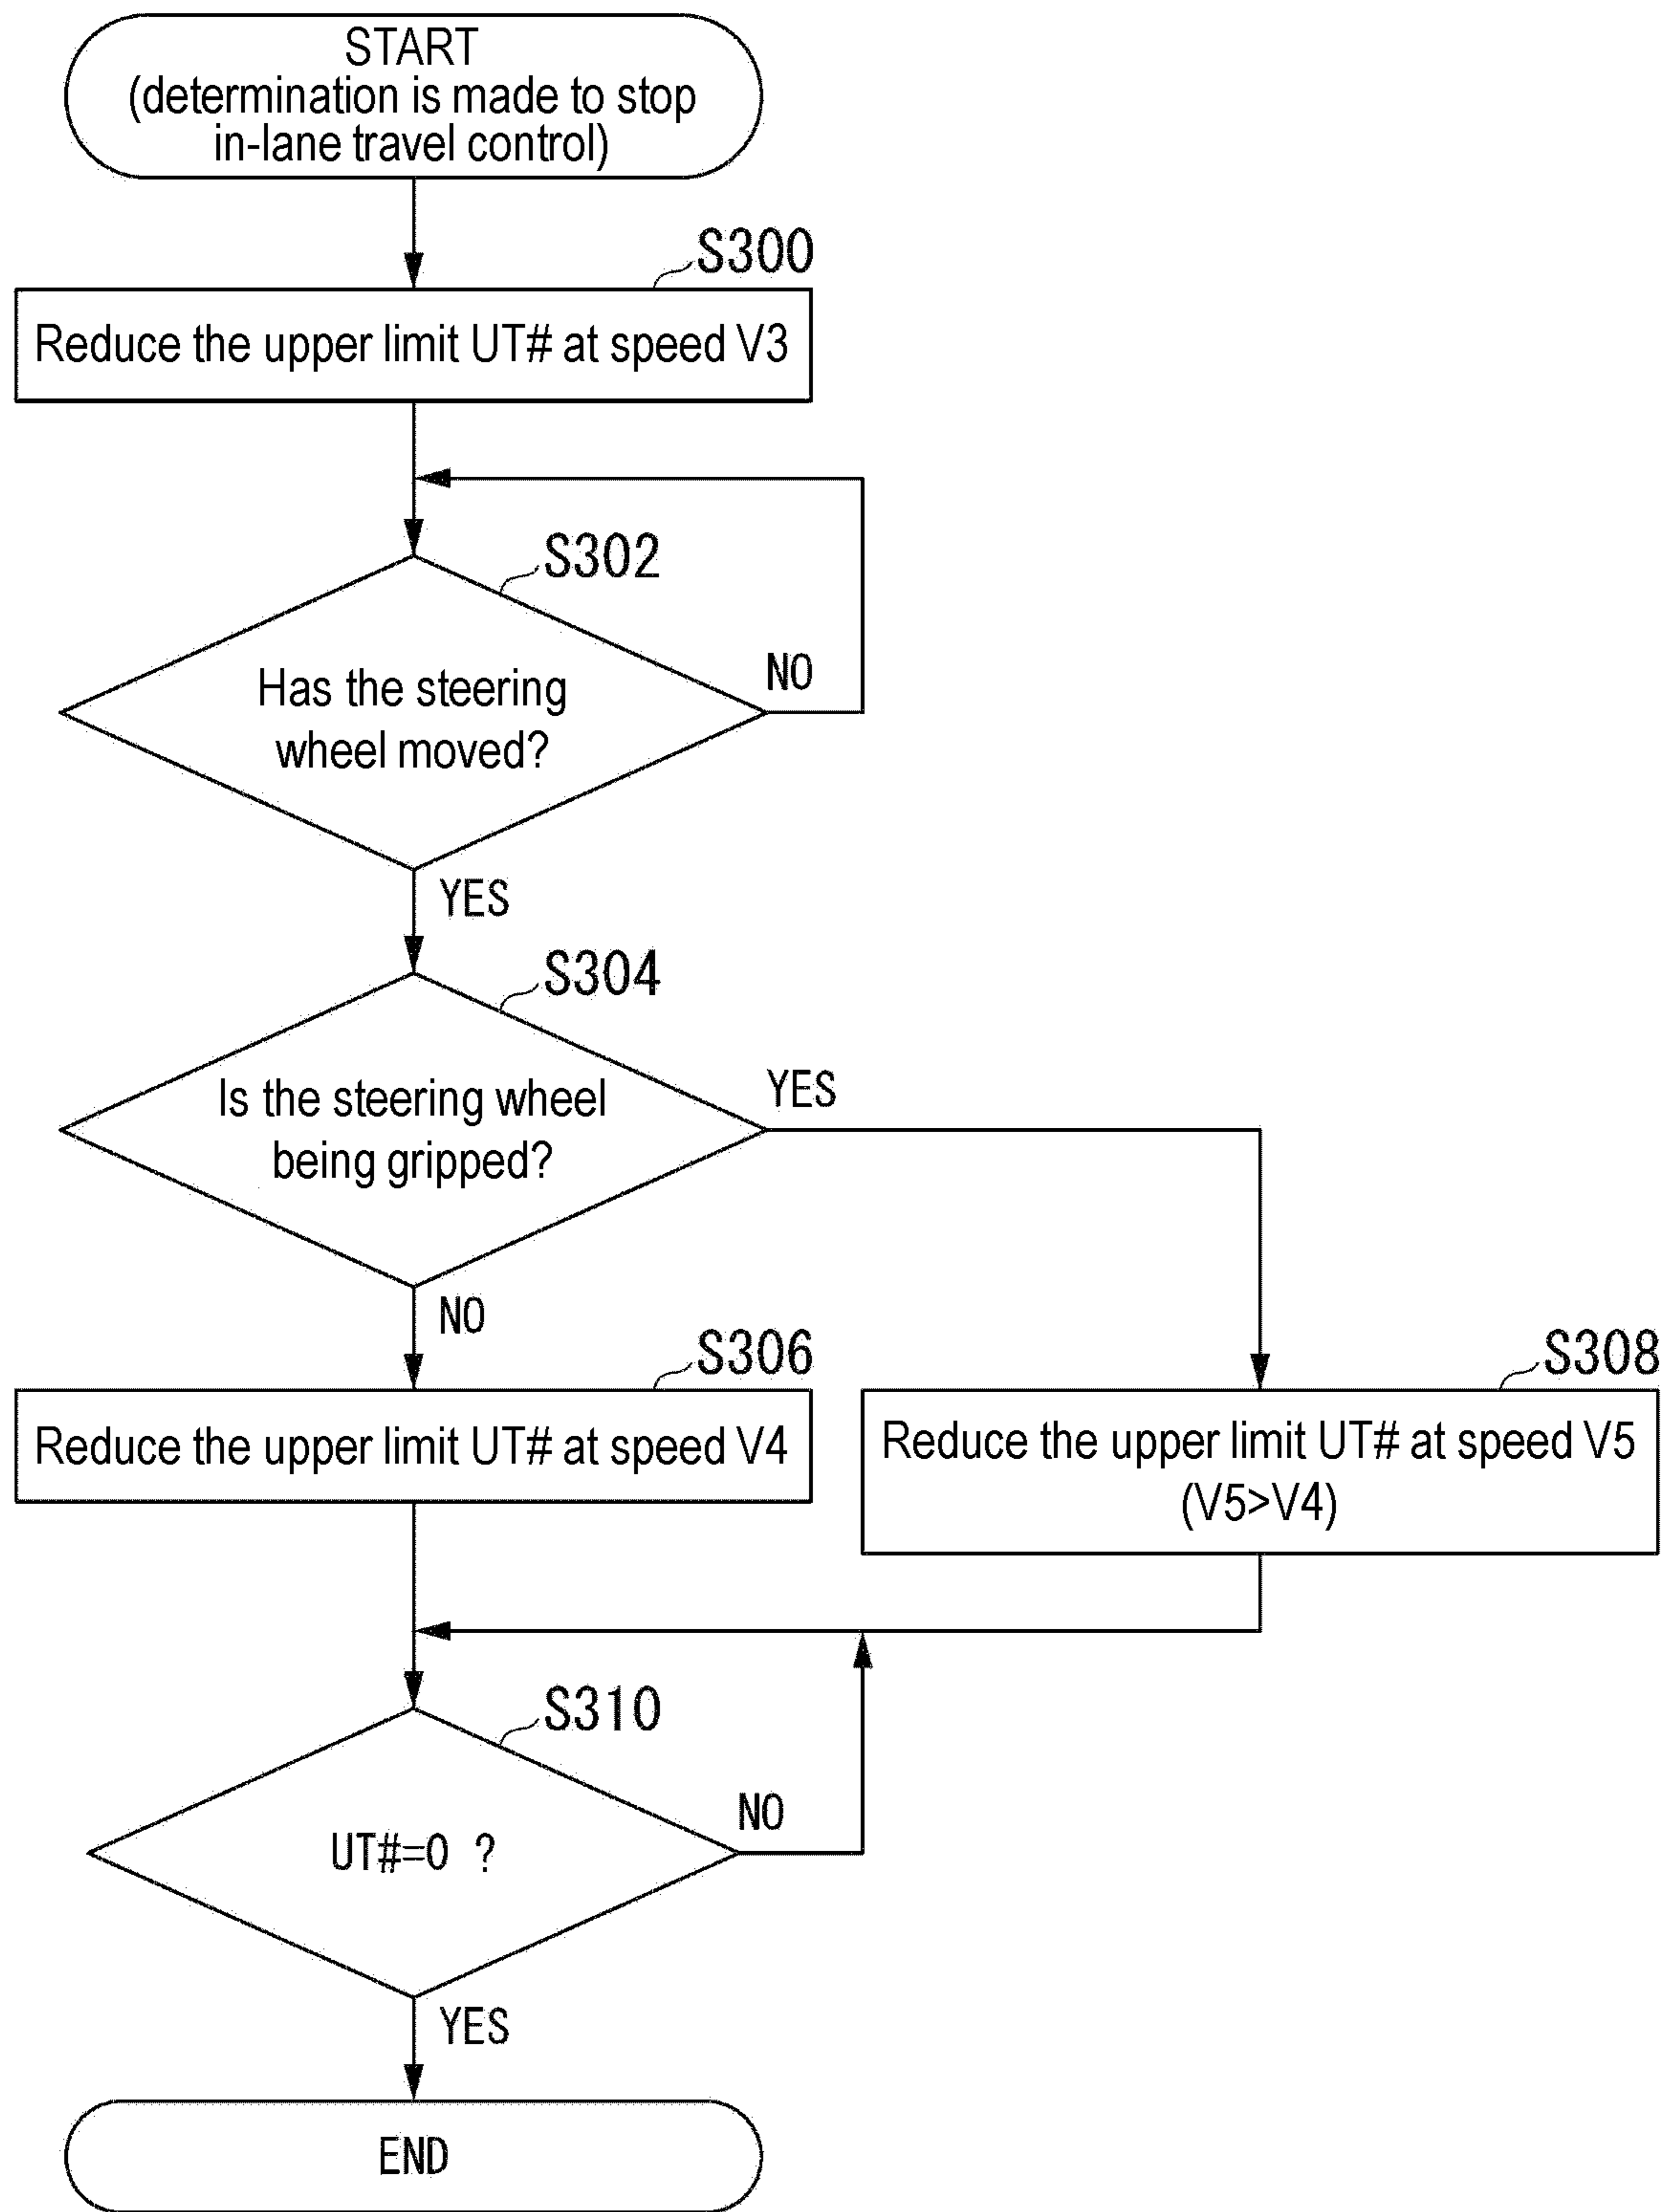 START
(determination is made to stop
in-lane travel control)
S300
Reduce the upper limit UT# at speed V3
S302
Has the steering
wheel moved?
NO
YES
S304
Is the steering wheel
being gripped?
YES
NO
S306
Reduce the upper limit UT# at speed V4
S308
Reduce the upper limit UT# at speed V5
(V5>V4)
S310
UT#=0 ?
NO
YES
END